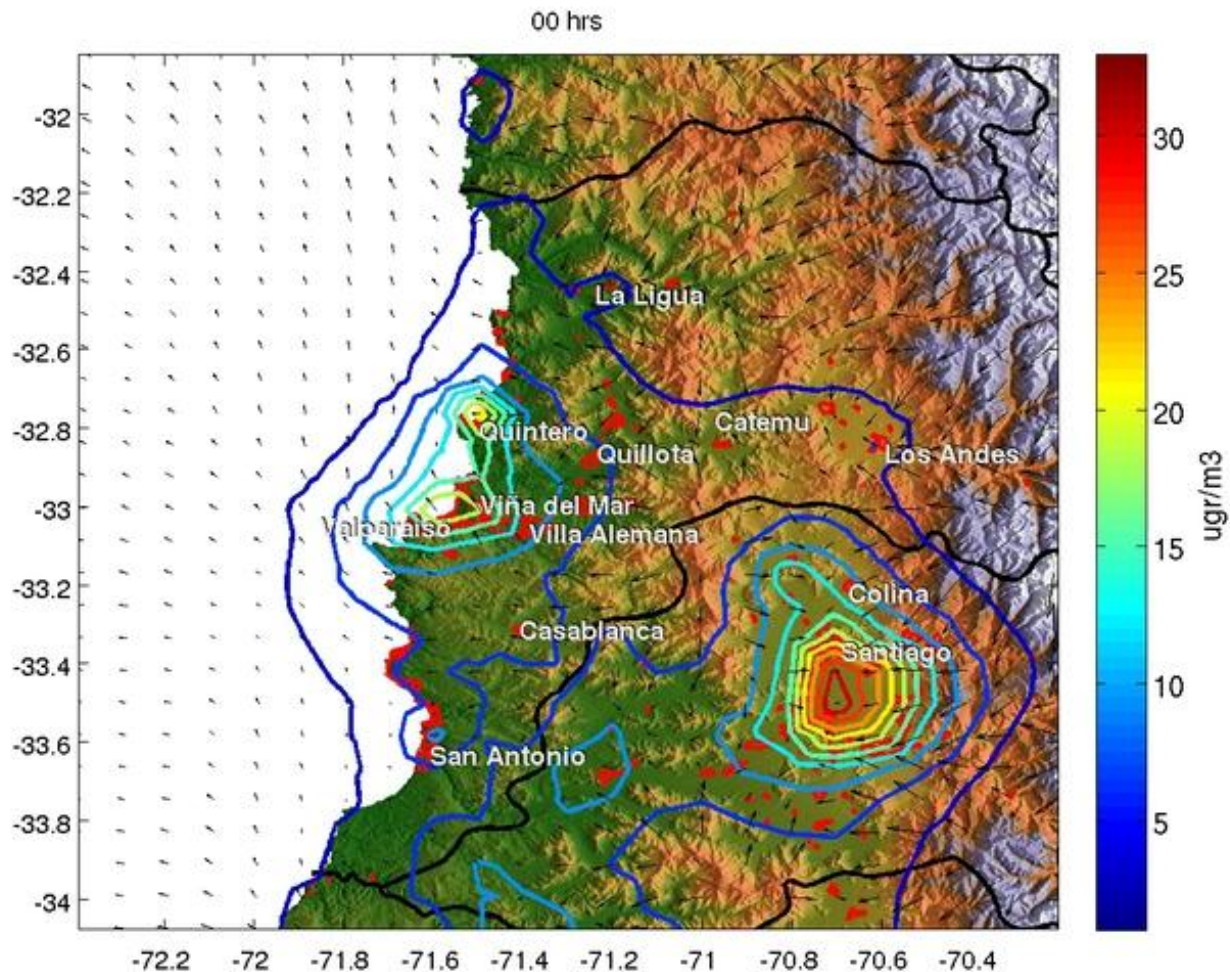 00 hrs
-32
-32.2
-32.4
-32.6
-32.8
-33
-33.2
-33.4
-33.6
-33.8
-34
La Ligua
Catemu
Quintero
Quillota
Los Andes
Viña del Mar
Valparaiso
Villa Alemana
Colina
Casablanca
Santiago
San Antonio
30
25
20
15
10
5
ugr/m3
-72.2 -72 -71.8 -71.6 -71.4 -71.2 -71 -70.8 -70.6 -70.4